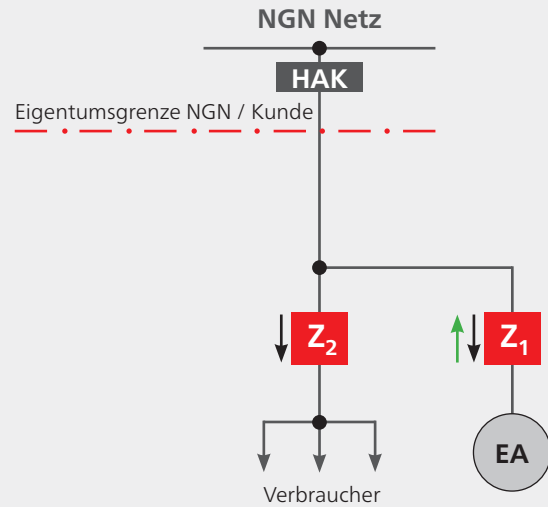 NGN Netz
HAK
Eigentumsgrenze NGN / Kunde
Z₂
Z₁
EA
Verbraucher